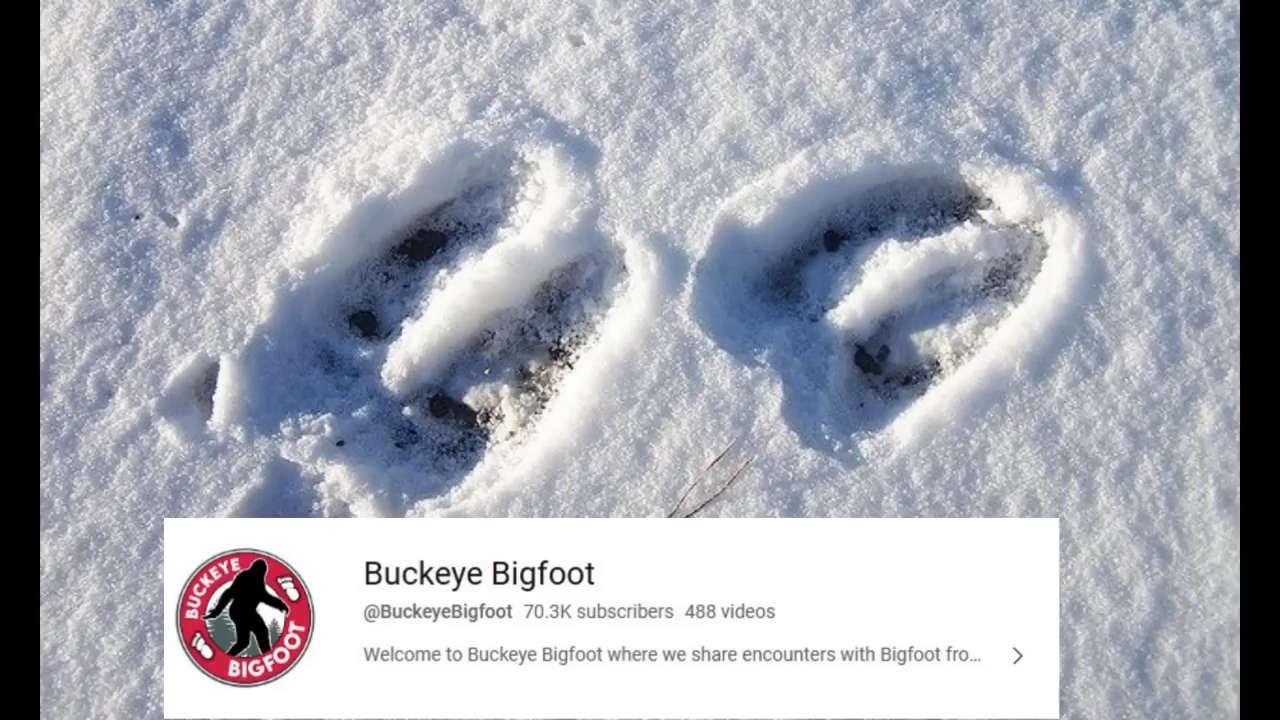 BUCKEYE
BIGFOOT
Buckeye Bigfoot
@BuckeyeBigfoot 70.3K subscribers 488 videos
Welcome to Buckeye Bigfoot where we share encounters with Bigfoot fro...